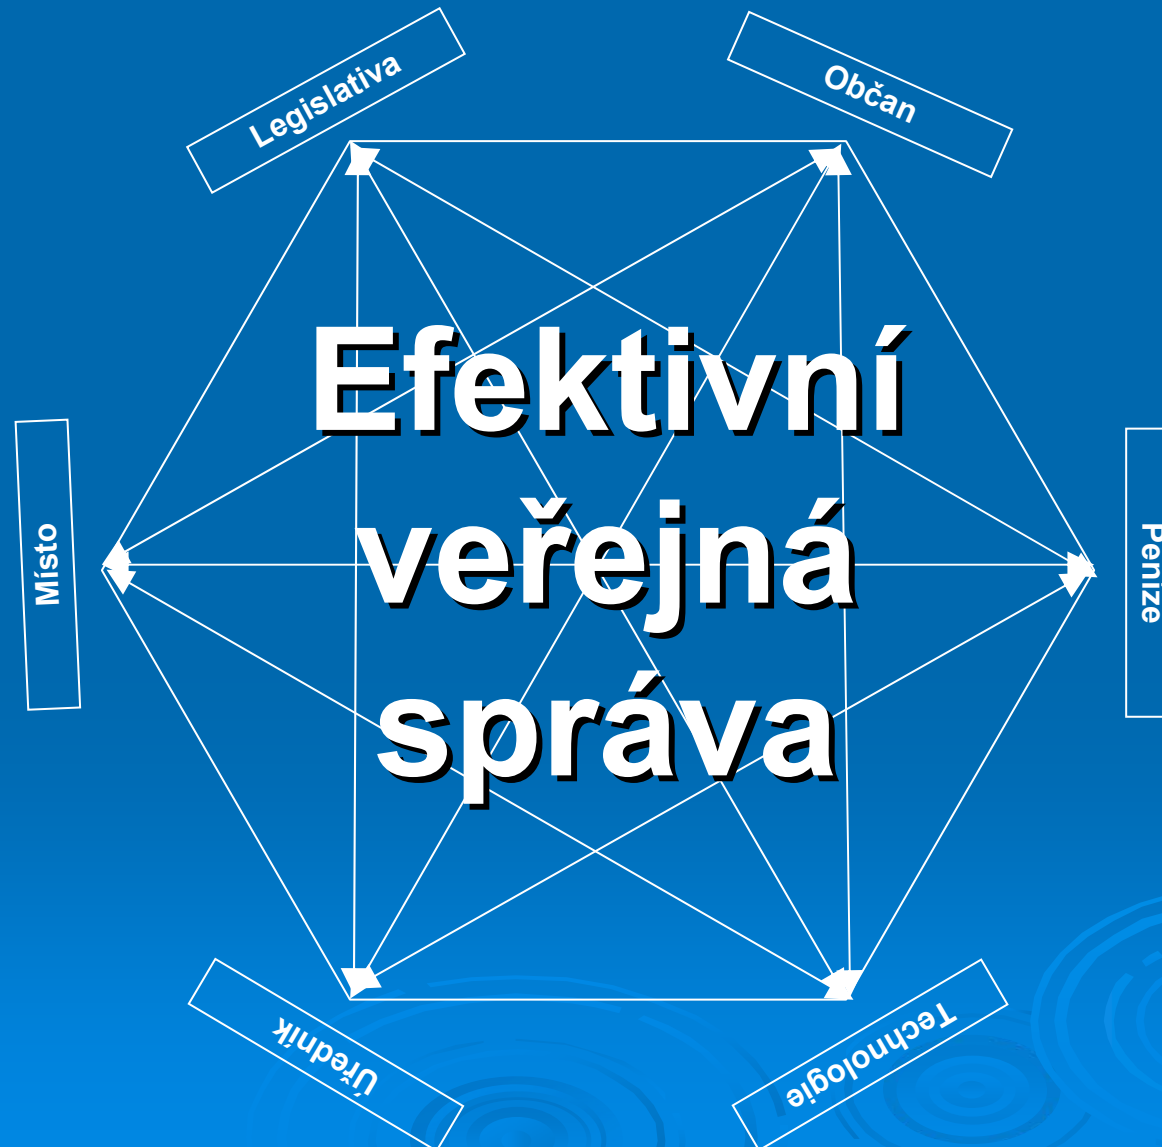 Legislativa
Občan
Efektivní
veřejná
správa
Místo
Peníze
Úředník
Technologie